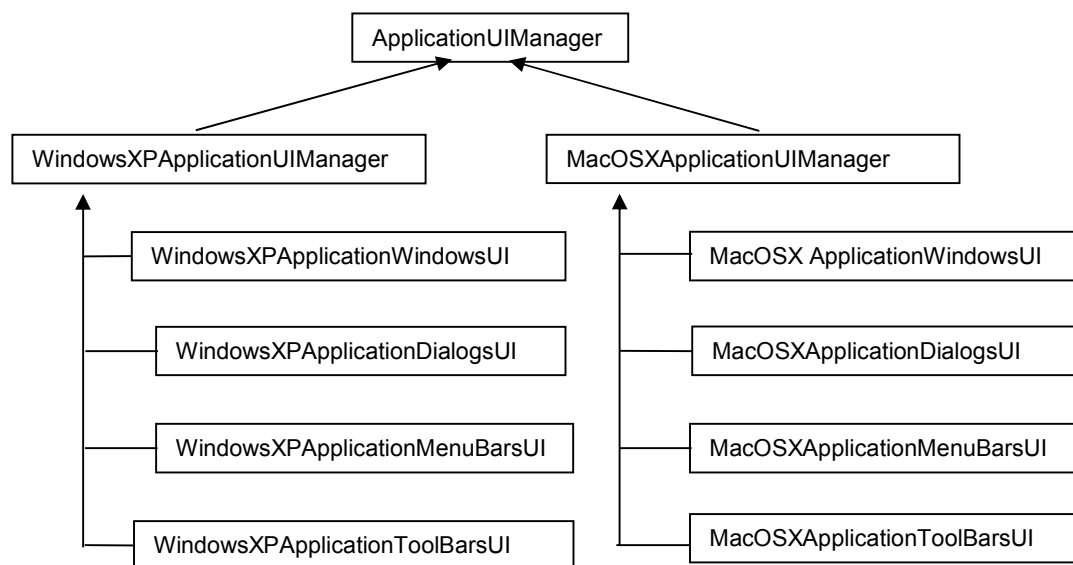 ApplicationUIManager
WindowsXPApplicationUIManager
MacOSXApplicationUIManager
WindowsXPApplicationWindowsUI
MacOSX ApplicationWindowsUI
WindowsXPApplicationDialogsUI
MacOSXApplicationDialogsUI
WindowsXPApplicationMenuBarsUI
MacOSXApplicationMenuBarsUI
WindowsXPApplicationToolBarsUI
MacOSXApplicationToolBarsUI